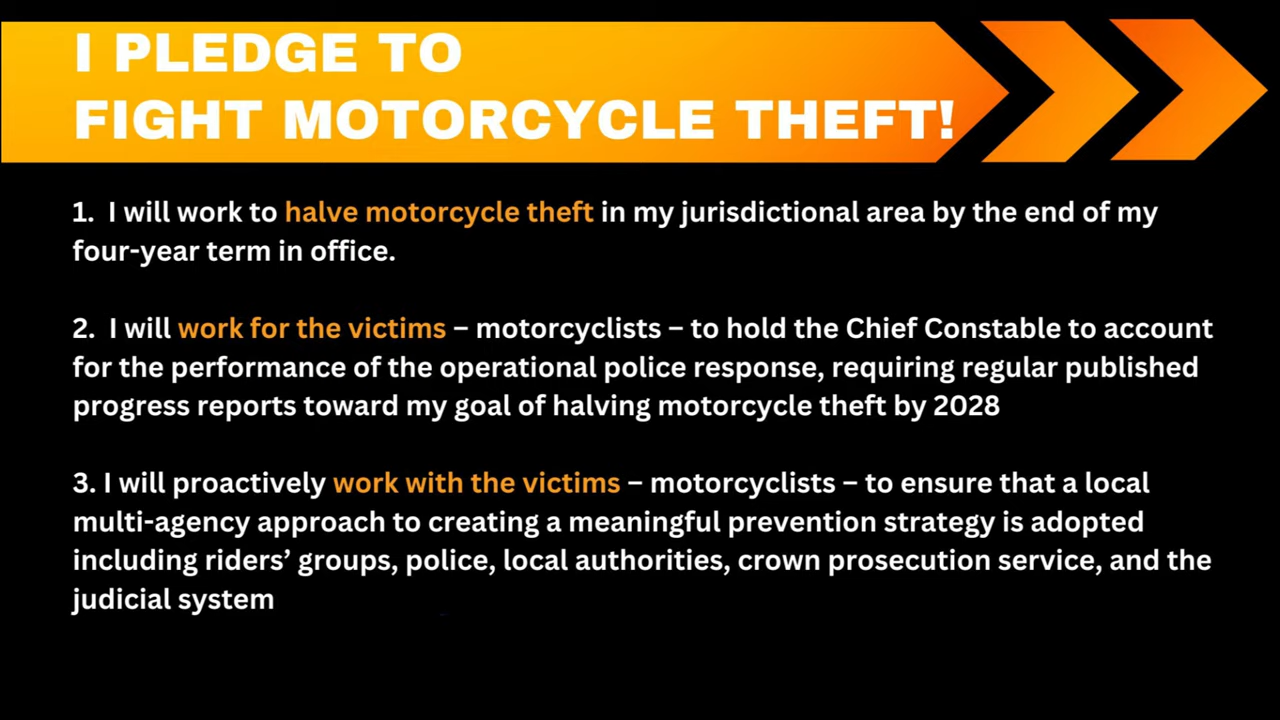 I PLEDGE TO
FIGHT MOTORCYCLE THEFT!
1. I will work to halve motorcycle theft in my jurisdictional area by the end of my
four-year term in office.
2. I will work for the victims – motorcyclists – to hold the Chief Constable to account
for the performance of the operational police response, requiring regular published
progress reports toward my goal of halving motorcycle theft by 2028
3. I will proactively work with the victims – motorcyclists – to ensure that a local
multi-agency approach to creating a meaningful prevention strategy is adopted
including riders’ groups, police, local authorities, crown prosecution service, and the
judicial system